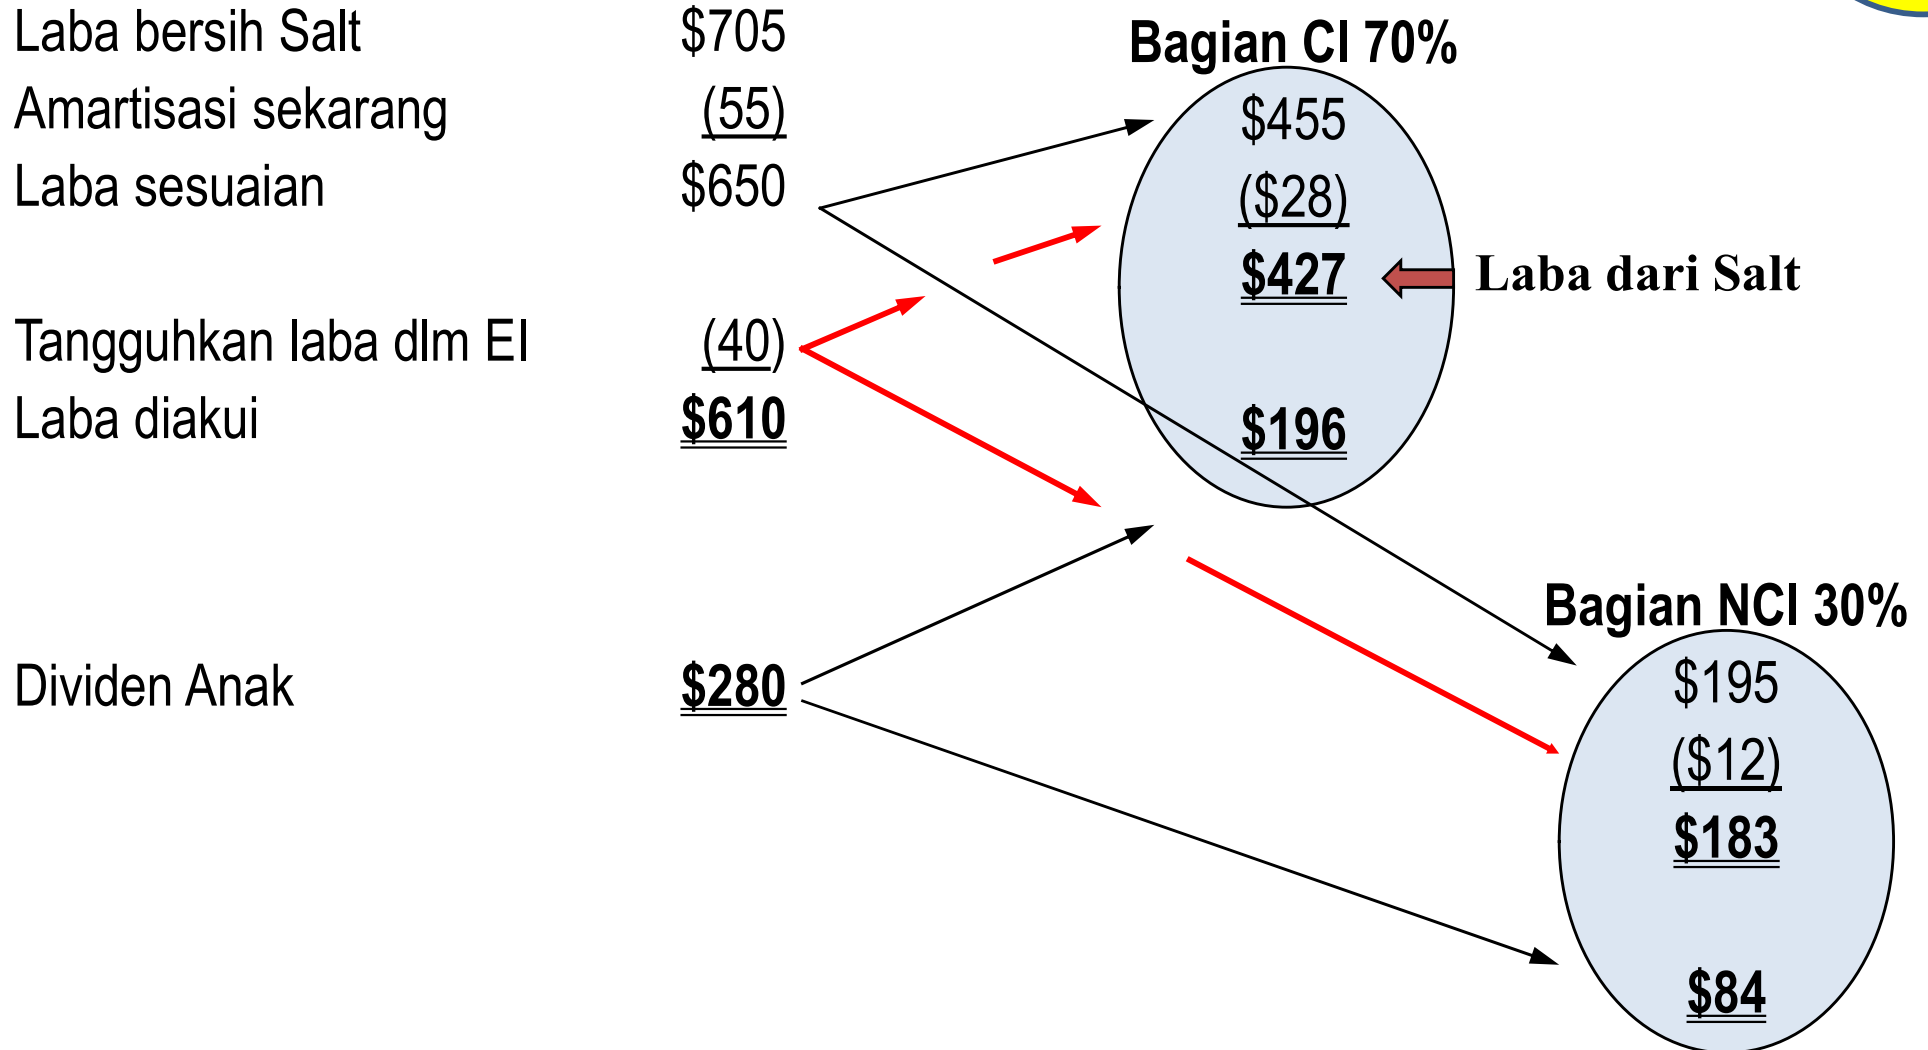 Laba bersih Salt $705
Amartisasi sekarang (55)
Laba sesuaian $650
Tangguhkan laba dlm EI (40)
Laba diakui $610
Dividen Anak $280
Bagian CI 70%
$455
($28)
$427
Laba dari Salt
$196
Bagian NCI 30%
$195
($12)
$183
$84